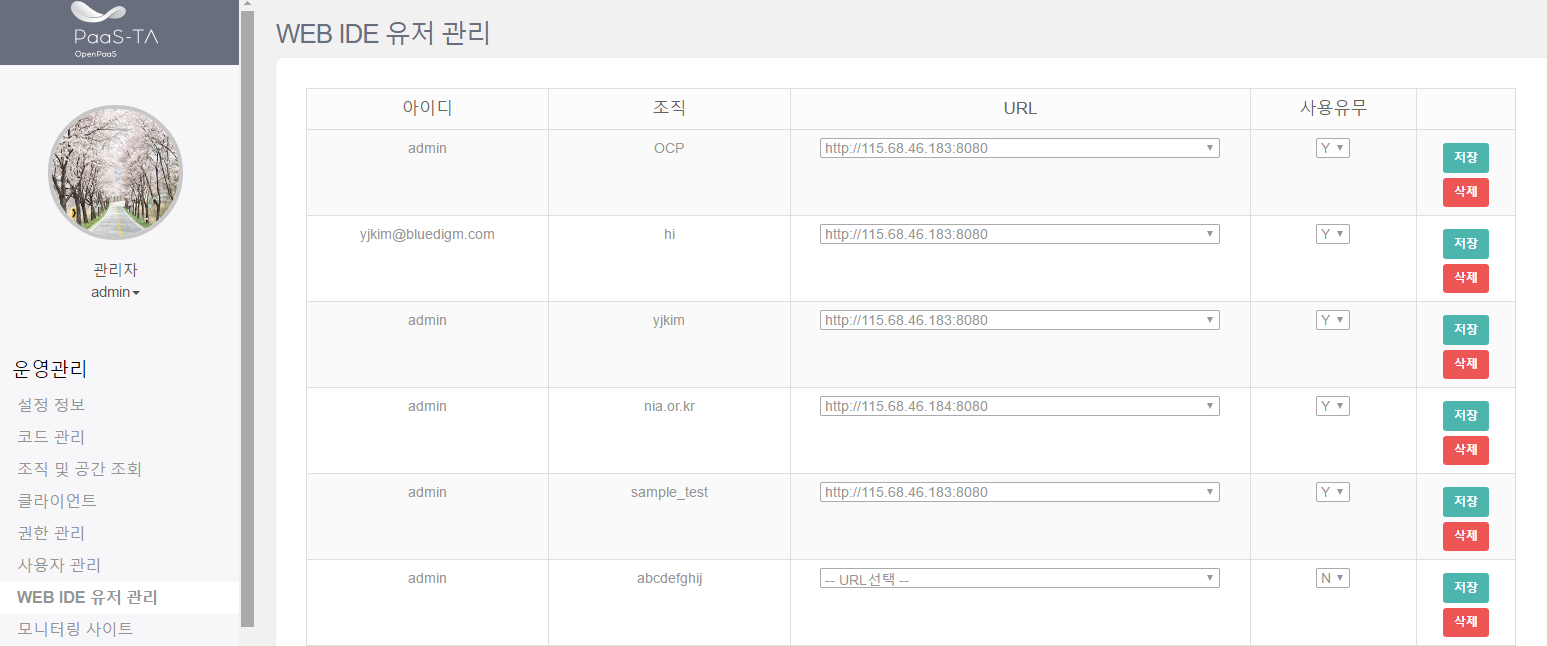 PaaS-TA
OpenPaaS
관리자
admin
운영관리
설정 정보
코드 관리
조직 및 공간 조회
클라이언트
권한 관리
사용자 관리
WEB IDE 유저 관리
모니터링 사이트
WEB IDE 유저 관리
아이디 조직 URL 사용유무
admin OCP http://115.68.46.183:8080 Y 저장
삭제
yjkim@bluedigm.com hi http://115.68.46.183:8080 Y 저장
삭제
admin yjkim http://115.68.46.183:8080 Y 저장
삭제
admin nia.or.kr http://115.68.46.184:8080 Y 저장
삭제
admin sample_test http://115.68.46.183:8080 Y 저장
삭제
admin abcdefghij -- URL선택 -- N 저장
삭제